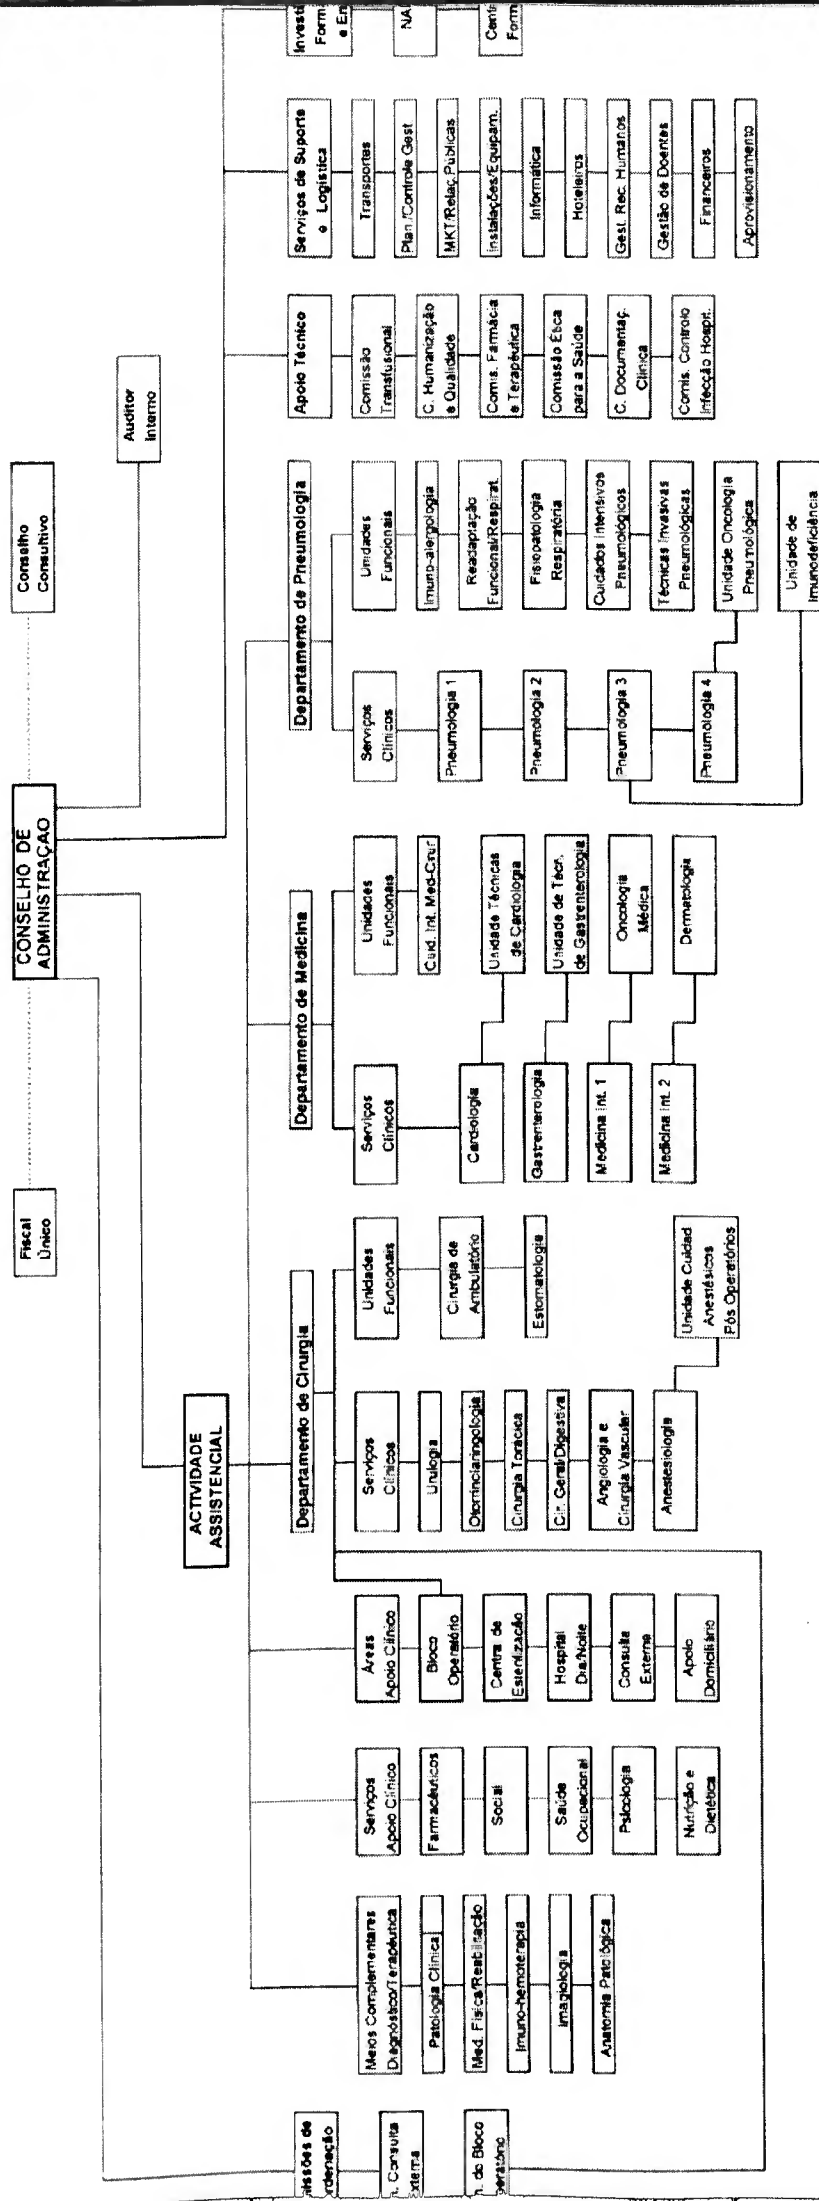 Fiscal
Único
CONSELHO DE
ADMINISTRAÇAO
Conselho
Consultivo
Auditor
Interno
ACTIVIDADE
ASSISTENCIAL
Meios Complementares
Diagnóstico/Terapêutica
Patologia Clínica
Med. Física/Reabilitação
Imuno-hemoterapia
Imagiologia
Anatomia Patológica
Serviços
Apoio Clínico
Farmacêuticos
Social
Saúde
Ocupacional
Psicologia
Nutrição e
Dietética
Áreas
Apoio Clínico
Bloco
Operatório
Centra de
Esterilização
Hospital
Dia/Noite
Consulta
Externa
Apoio
Domiciliário
Departamento de Cirurgia
Serviços
Clínicos
Urologia
Otorrinolaringologia
Cirurgia Torácica
Cir. Geral/Digestiva
Angiologia e
Cirurgia Vascular
Anestesiologia
Unidades
Funcionais
Cirurgia de
Ambulatório
Estomatologia
Unidade Cuidad
Anestésicos
Pós Operatórios
Departamento de Medicina
Serviços
Clínicos
Cardiologia
Gastrenterologia
Medicina Int. 1
Medicina Int. 2
Unidades
Funcionais
Cuid. Int. Med-Cirur
Unidade Técnicas
de Cardiologia
Unidade de Técn.
de Gastrenterologia
Oncologia
Médica
Dermatologia
Departamento de Pneumologia
Serviços
Clínicos
Pneumologia 1
Pneumologia 2
Pneumologia 3
Pneumologia 4
Unidades
Funcionais
Imuno-alergologia
Readaptação
Funcional/Respirat.
Fisiopatologia
Respiratória
Cuidados Intensivos
Pneumológicos
Técnicas Invasivas
Pneumológicas
Unidade Oncologia
Pneumológica
Unidade de
Imunodeficiência
Apoio Técnico
Comissão
Transfusional
C. Humanização
e Qualidade
Comis. Farmácia
e Terapêutica
Comissão Ética
para a Saúde
C. Documentaç.
Clínica
Comis. Controlo
Infecção Hospit.
Serviços de Suporte
e Logística
Transportes
Plan./Controle Gest
MKT/Relaç.Públicas
Instalações/Equipam.
Informática
Hoteleiros
Gest. Rec. Humanos
Gestão de Doentes
Financeiros
Aprovisionamento
Consulta
do Bloco